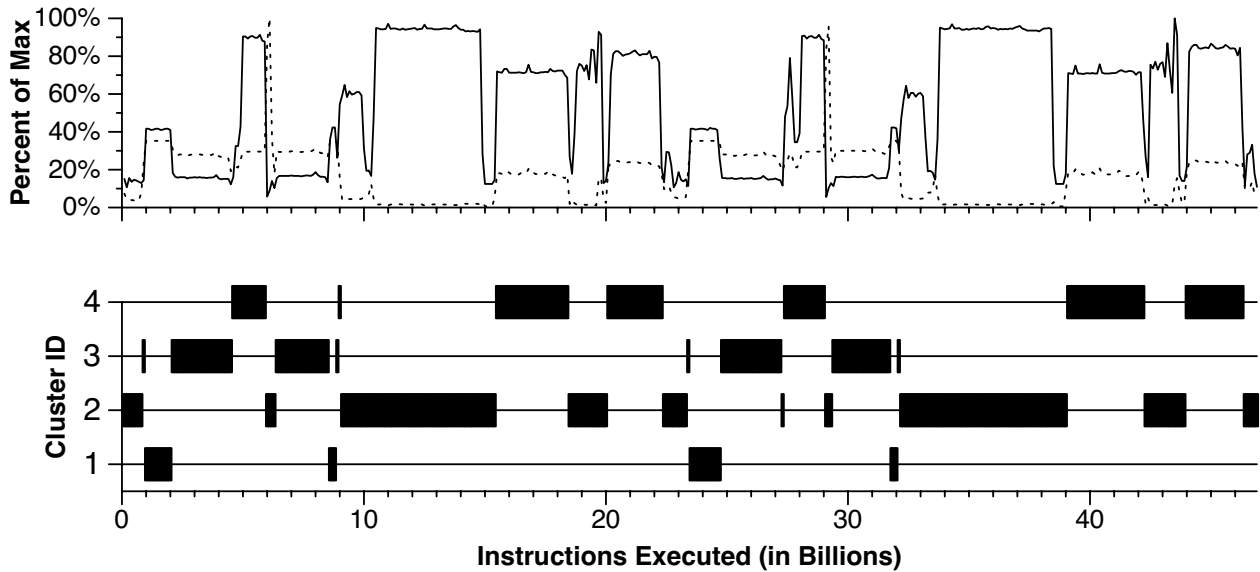 100%
80%
60%
40%
20%
0%
Percent of Max
4
3
2
1
Cluster ID
0 10 20 30 40
Instructions Executed (in Billions)